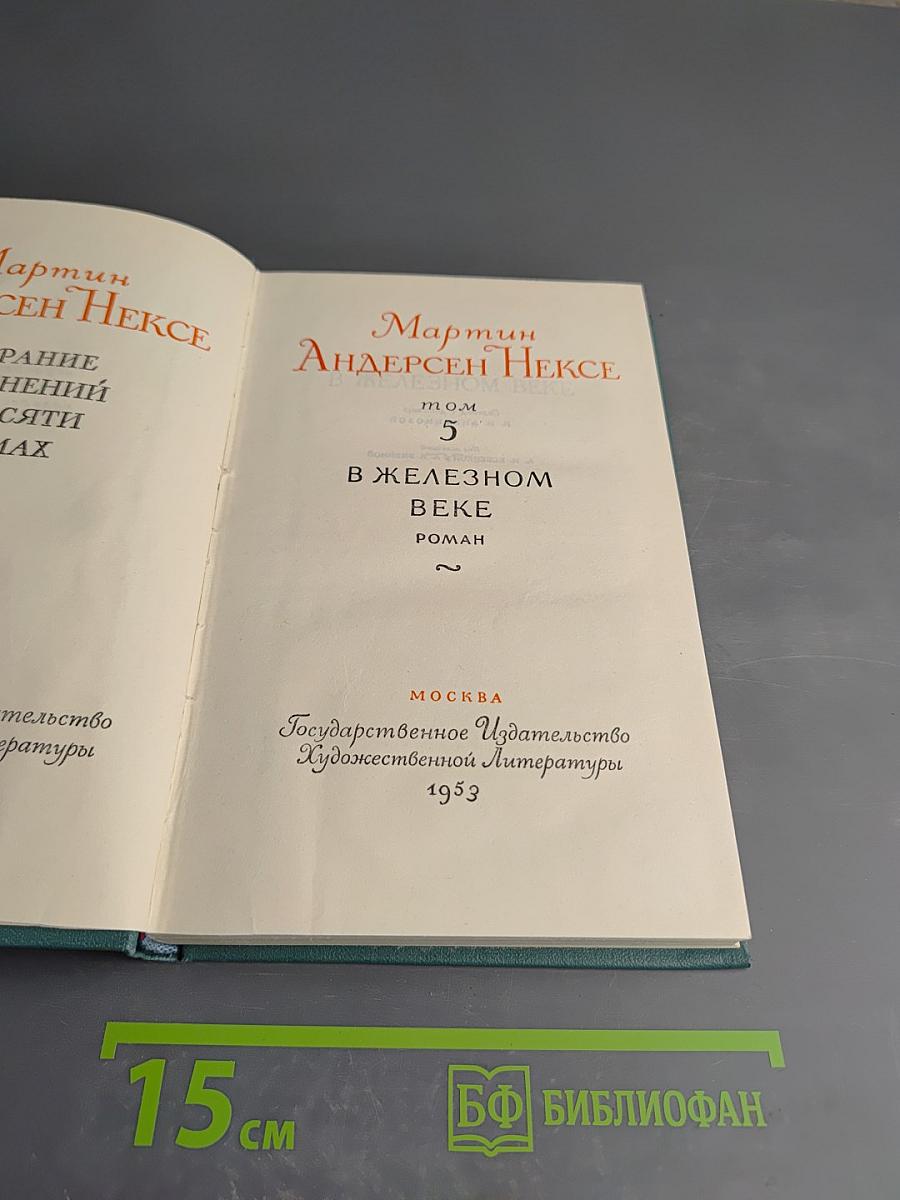 Мартин
СЕН НЕКСЕ
РАНИЕ
НЕНИЙ
СЯТИ
МАХ
тельство
ературы
Мартин
АНДЕРСЕН НЕКСЕ
ТОМ
5
В ЖЕЛЕЗНОМ
ВЕКЕ
РОМАН
МОСКВА
Государственное Издательство
Художественной Литературы
1953
15 СМ
БФ БИБЛИОФАН